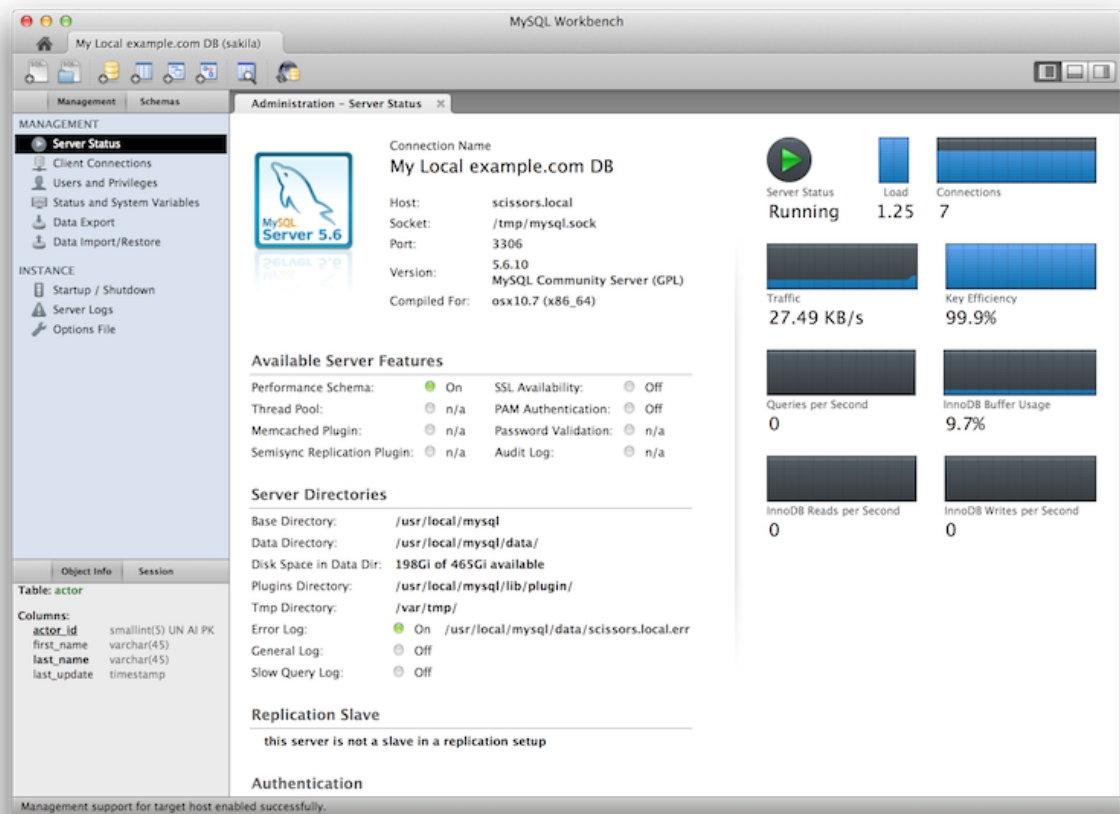 MySQL Workbench
My Local example.com DB (sakila)
Management Schemas
MANAGEMENT
Server Status
Client Connections
Users and Privileges
Status and System Variables
Data Export
Data Import/Restore
INSTANCE
Startup / Shutdown
Server Logs
Options File
Object Info Session
Table: actor
Columns:
actor_id smallint(5) UN AI PK
first_name varchar(45)
last_name varchar(45)
last_update timestamp
Administration - Server Status
MySQL
Server 5.6
Connection Name
My Local example.com DB
Host: scissors.local
Socket: /tmp/mysql.sock
Port: 3306
Version: 5.6.10
MySQL Community Server (GPL)
Compiled For: osx10.7 (x86_64)
Available Server Features
Performance Schema: On SSL Availability: Off
Thread Pool: n/a PAM Authentication: Off
Memcached Plugin: n/a Password Validation: n/a
Semisync Replication Plugin: n/a Audit Log: n/a
Server Directories
Base Directory: /usr/local/mysql
Data Directory: /usr/local/mysql/data/
Disk Space in Data Dir: 198Gi of 465Gi available
Plugins Directory: /usr/local/mysql/lib/plugin/
Tmp Directory: /var/tmp/
Error Log: On /usr/local/mysql/data/scissors.local.err
General Log: Off
Slow Query Log: Off
Replication Slave
this server is not a slave in a replication setup
Authentication
Server Status Load Connections
Running 1.25 7
Traffic Key Efficiency
27.49 KB/s 99.9%
Queries per Second InnoDB Buffer Usage
0 9.7%
InnoDB Reads per Second InnoDB Writes per Second
0 0
Management support for target host enabled successfully.